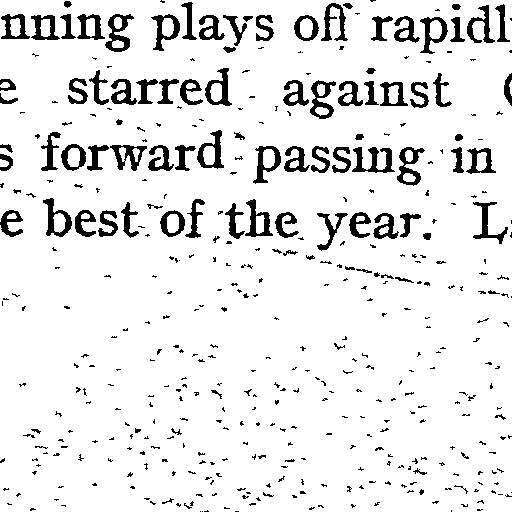 nning plays off rapidl
e starred against
s forward passing in
e best of the year. L